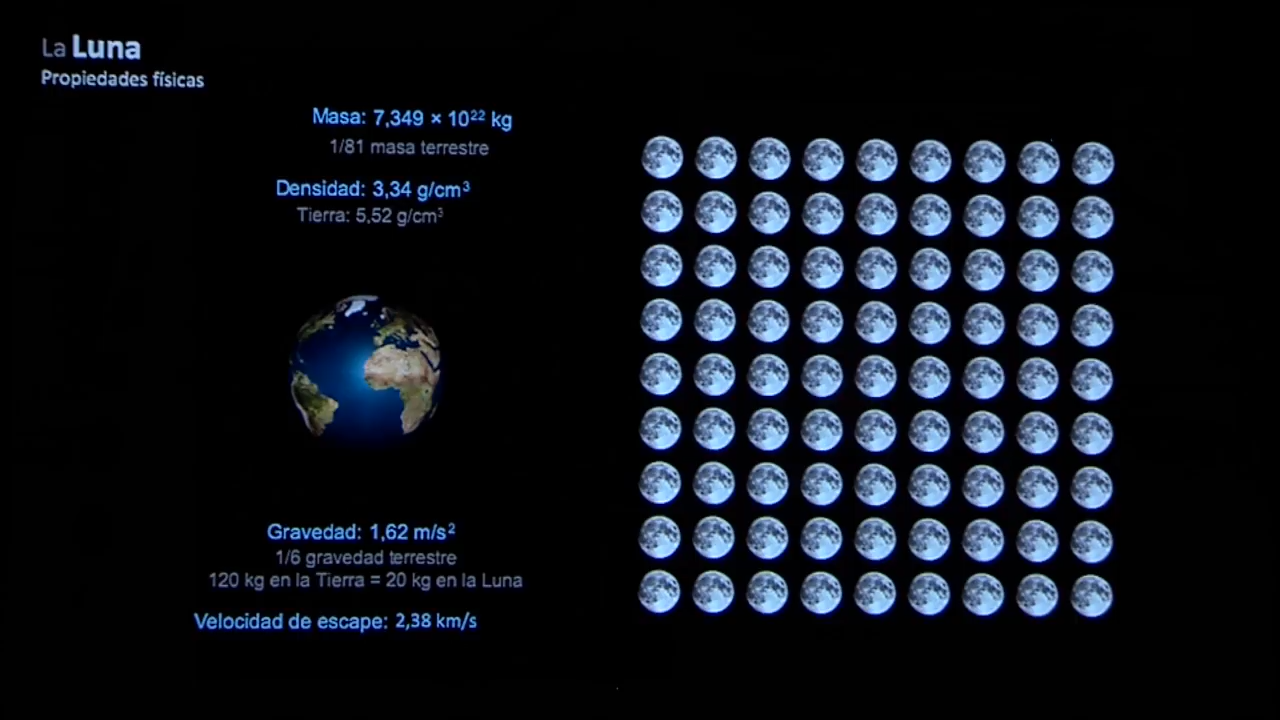 La Luna
Propiedades físicas
Masa: 7,349 × 10²² kg
1/81 masa terrestre
Densidad: 3,34 g/cm³
Tierra: 5,52 g/cm³
Gravedad: 1,62 m/s²
1/6 gravedad terrestre
120 kg en la Tierra = 20 kg en la Luna
Velocidad de escape: 2,38 km/s